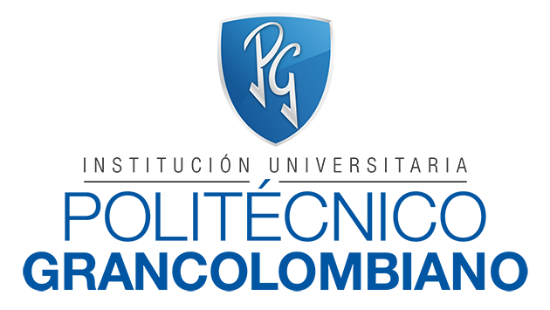 PG
INSTITUCIÓN UNIVERSITARIA
POLITÉCNICO
GRANCOLOMBIANO